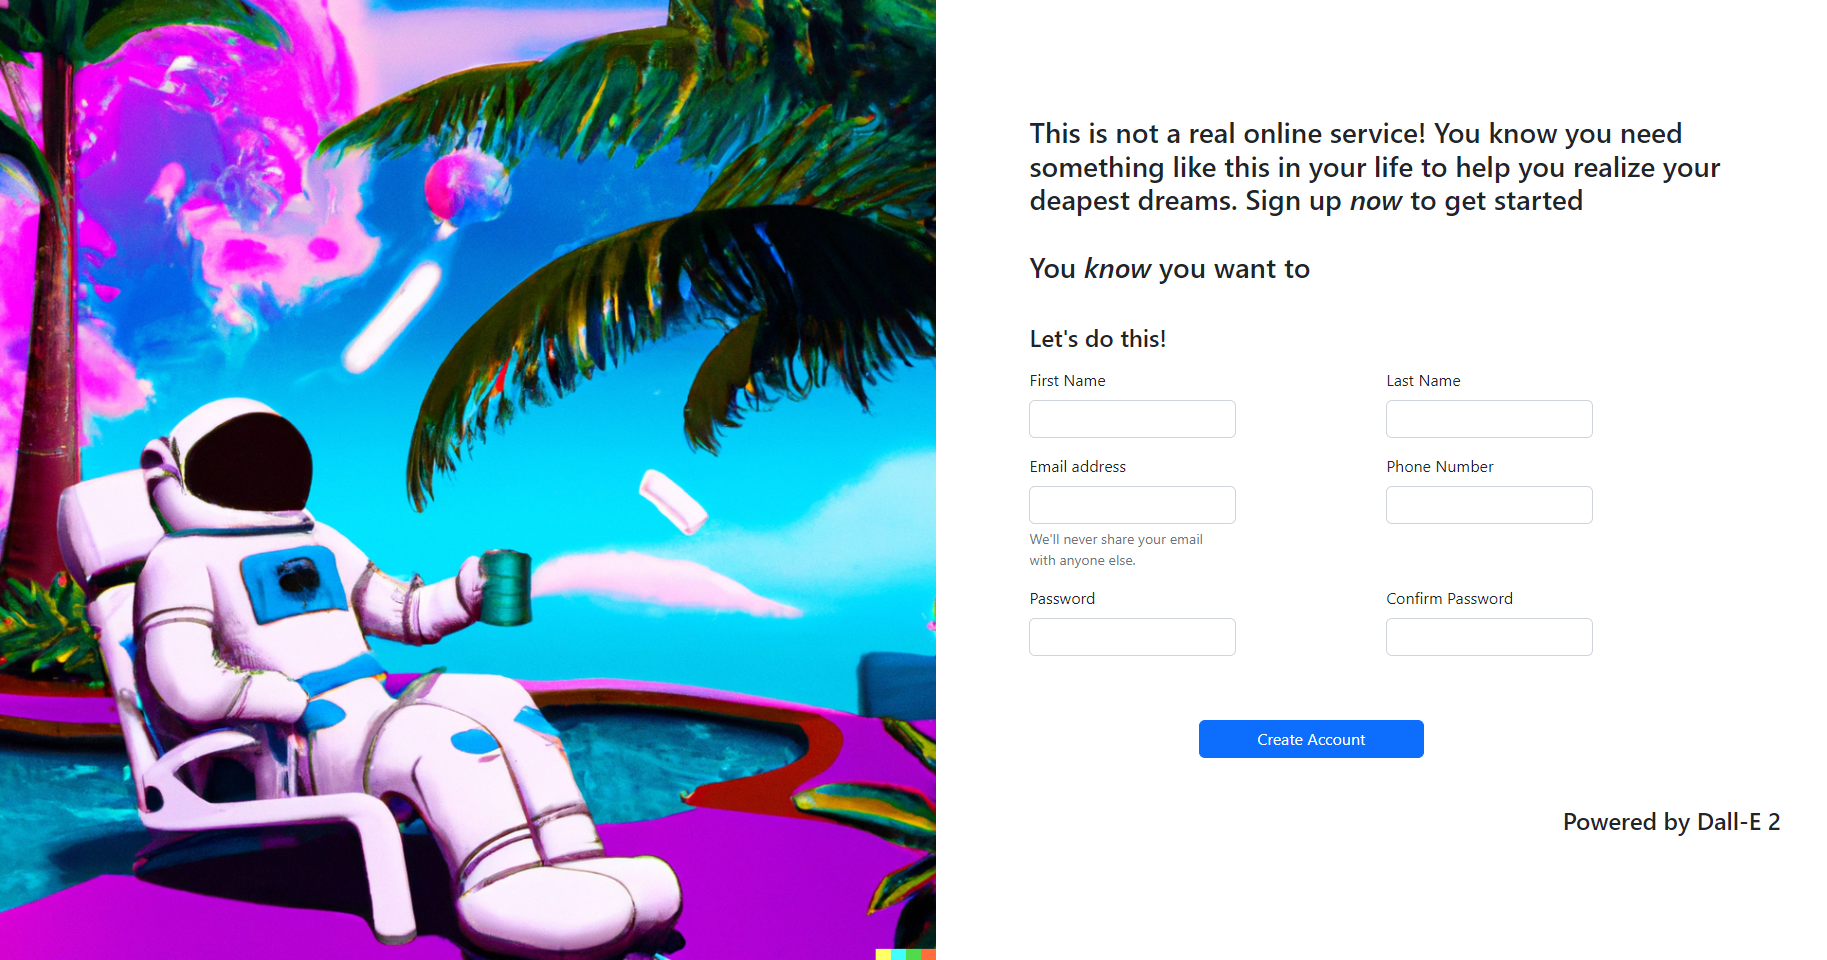 This is not a real online service! You know you need
something like this in your life to help you realize your
deapest dreams. Sign up now to get started
You know you want to
Let's do this!
First Name
Last Name
Email address
Phone Number
We'll never share your email
with anyone else.
Password
Confirm Password
Create Account
Powered by Dall-E 2